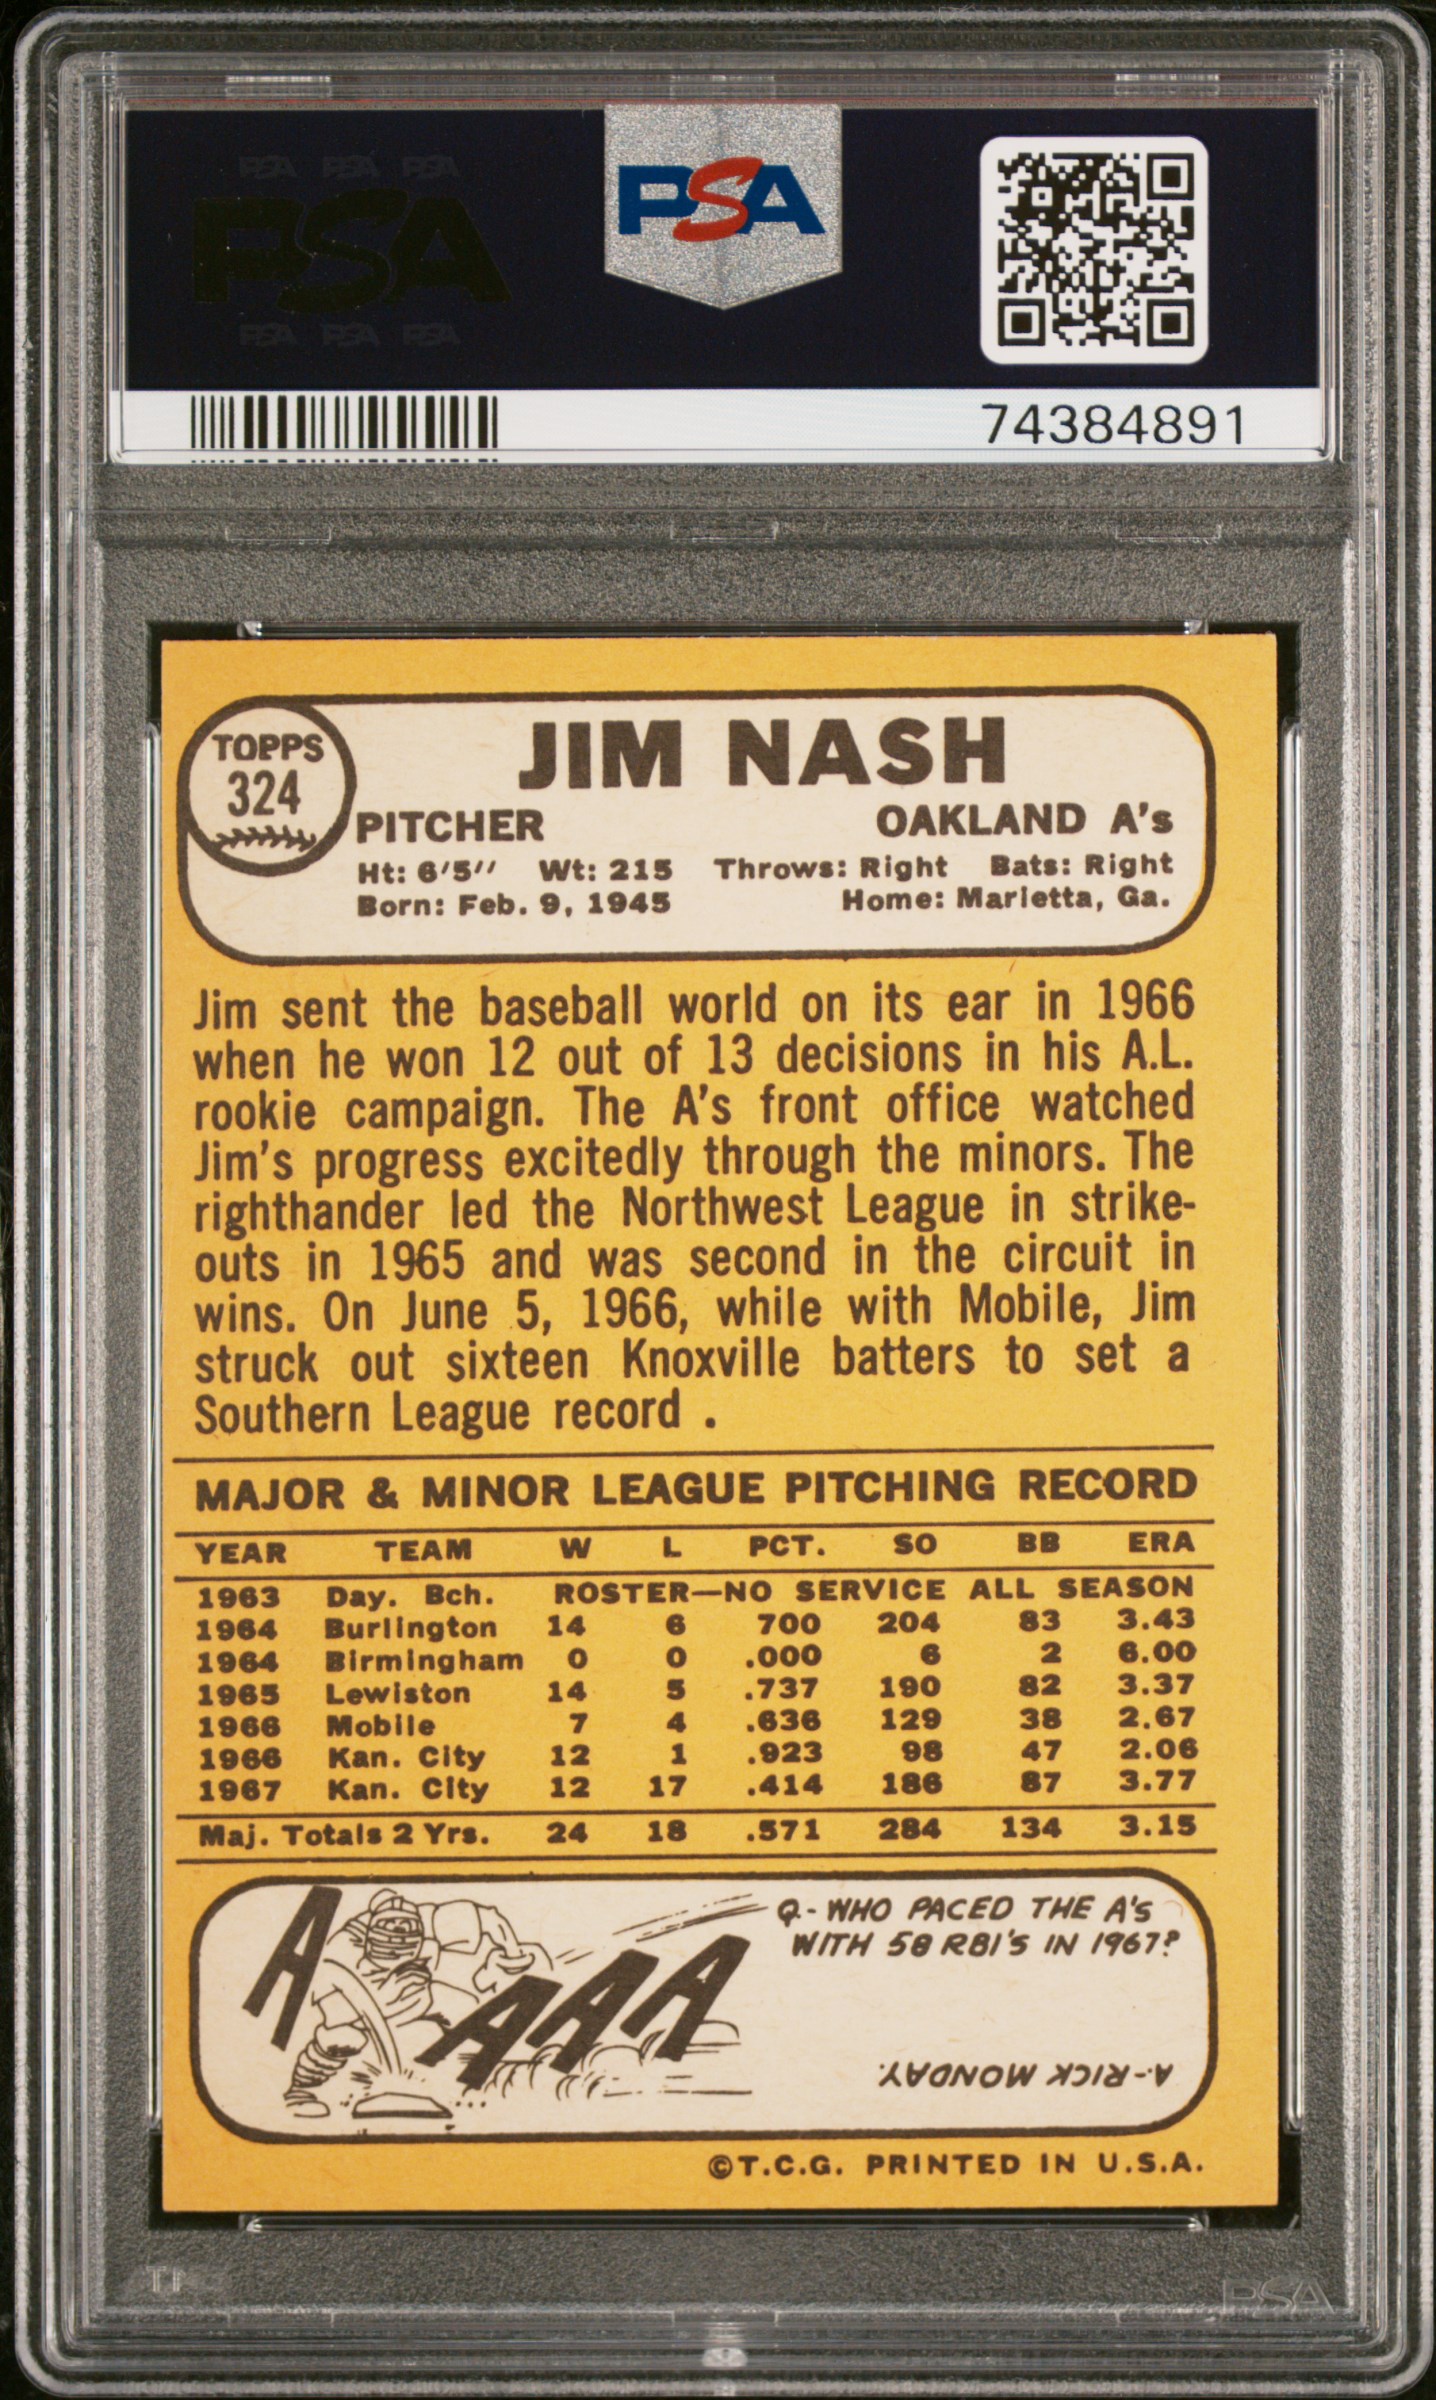 PSA PSA PSA
PSA
PSA PSA PSA
PSA
74384891
TOPPS
324
JIM NASH
PITCHER OAKLAND A's
Ht: 6'5'' Wt: 215 Throws: Right Bats: Right
Born: Feb. 9, 1945 Home: Marietta, Ga.
Jim sent the baseball world on its ear in 1966
when he won 12 out of 13 decisions in his A.L.
rookie campaign. The A's front office watched
Jim's progress excitedly through the minors. The
righthander led the Northwest League in strike-
outs in 1965 and was second in the circuit in
wins. On June 5, 1966, while with Mobile, Jim
struck out sixteen Knoxville batters to set a
Southern League record .
MAJOR & MINOR LEAGUE PITCHING RECORD
YEAR TEAM W L PCT. SO BB ERA
1963 Day. Bch. ROSTER—NO SERVICE ALL SEASON
1964 Burlington 14 6 700 204 83 3.43
1964 Birmingham 0 0 .000 6 2 6.00
1965 Lewiston 14 5 .737 190 82 3.37
1966 Mobile 7 4 .636 129 38 2.67
1966 Kan. City 12 1 .923 98 47 2.06
1967 Kan. City 12 17 .414 186 87 3.77
Maj. Totals 2 Yrs. 24 18 .571 284 134 3.15
A AAA
Q-WHO PACED THE A'S
WITH 58 RBI'S IN 1967?
A-RICK MONDAY.
©T.C.G. PRINTED IN U.S.A.
PSA